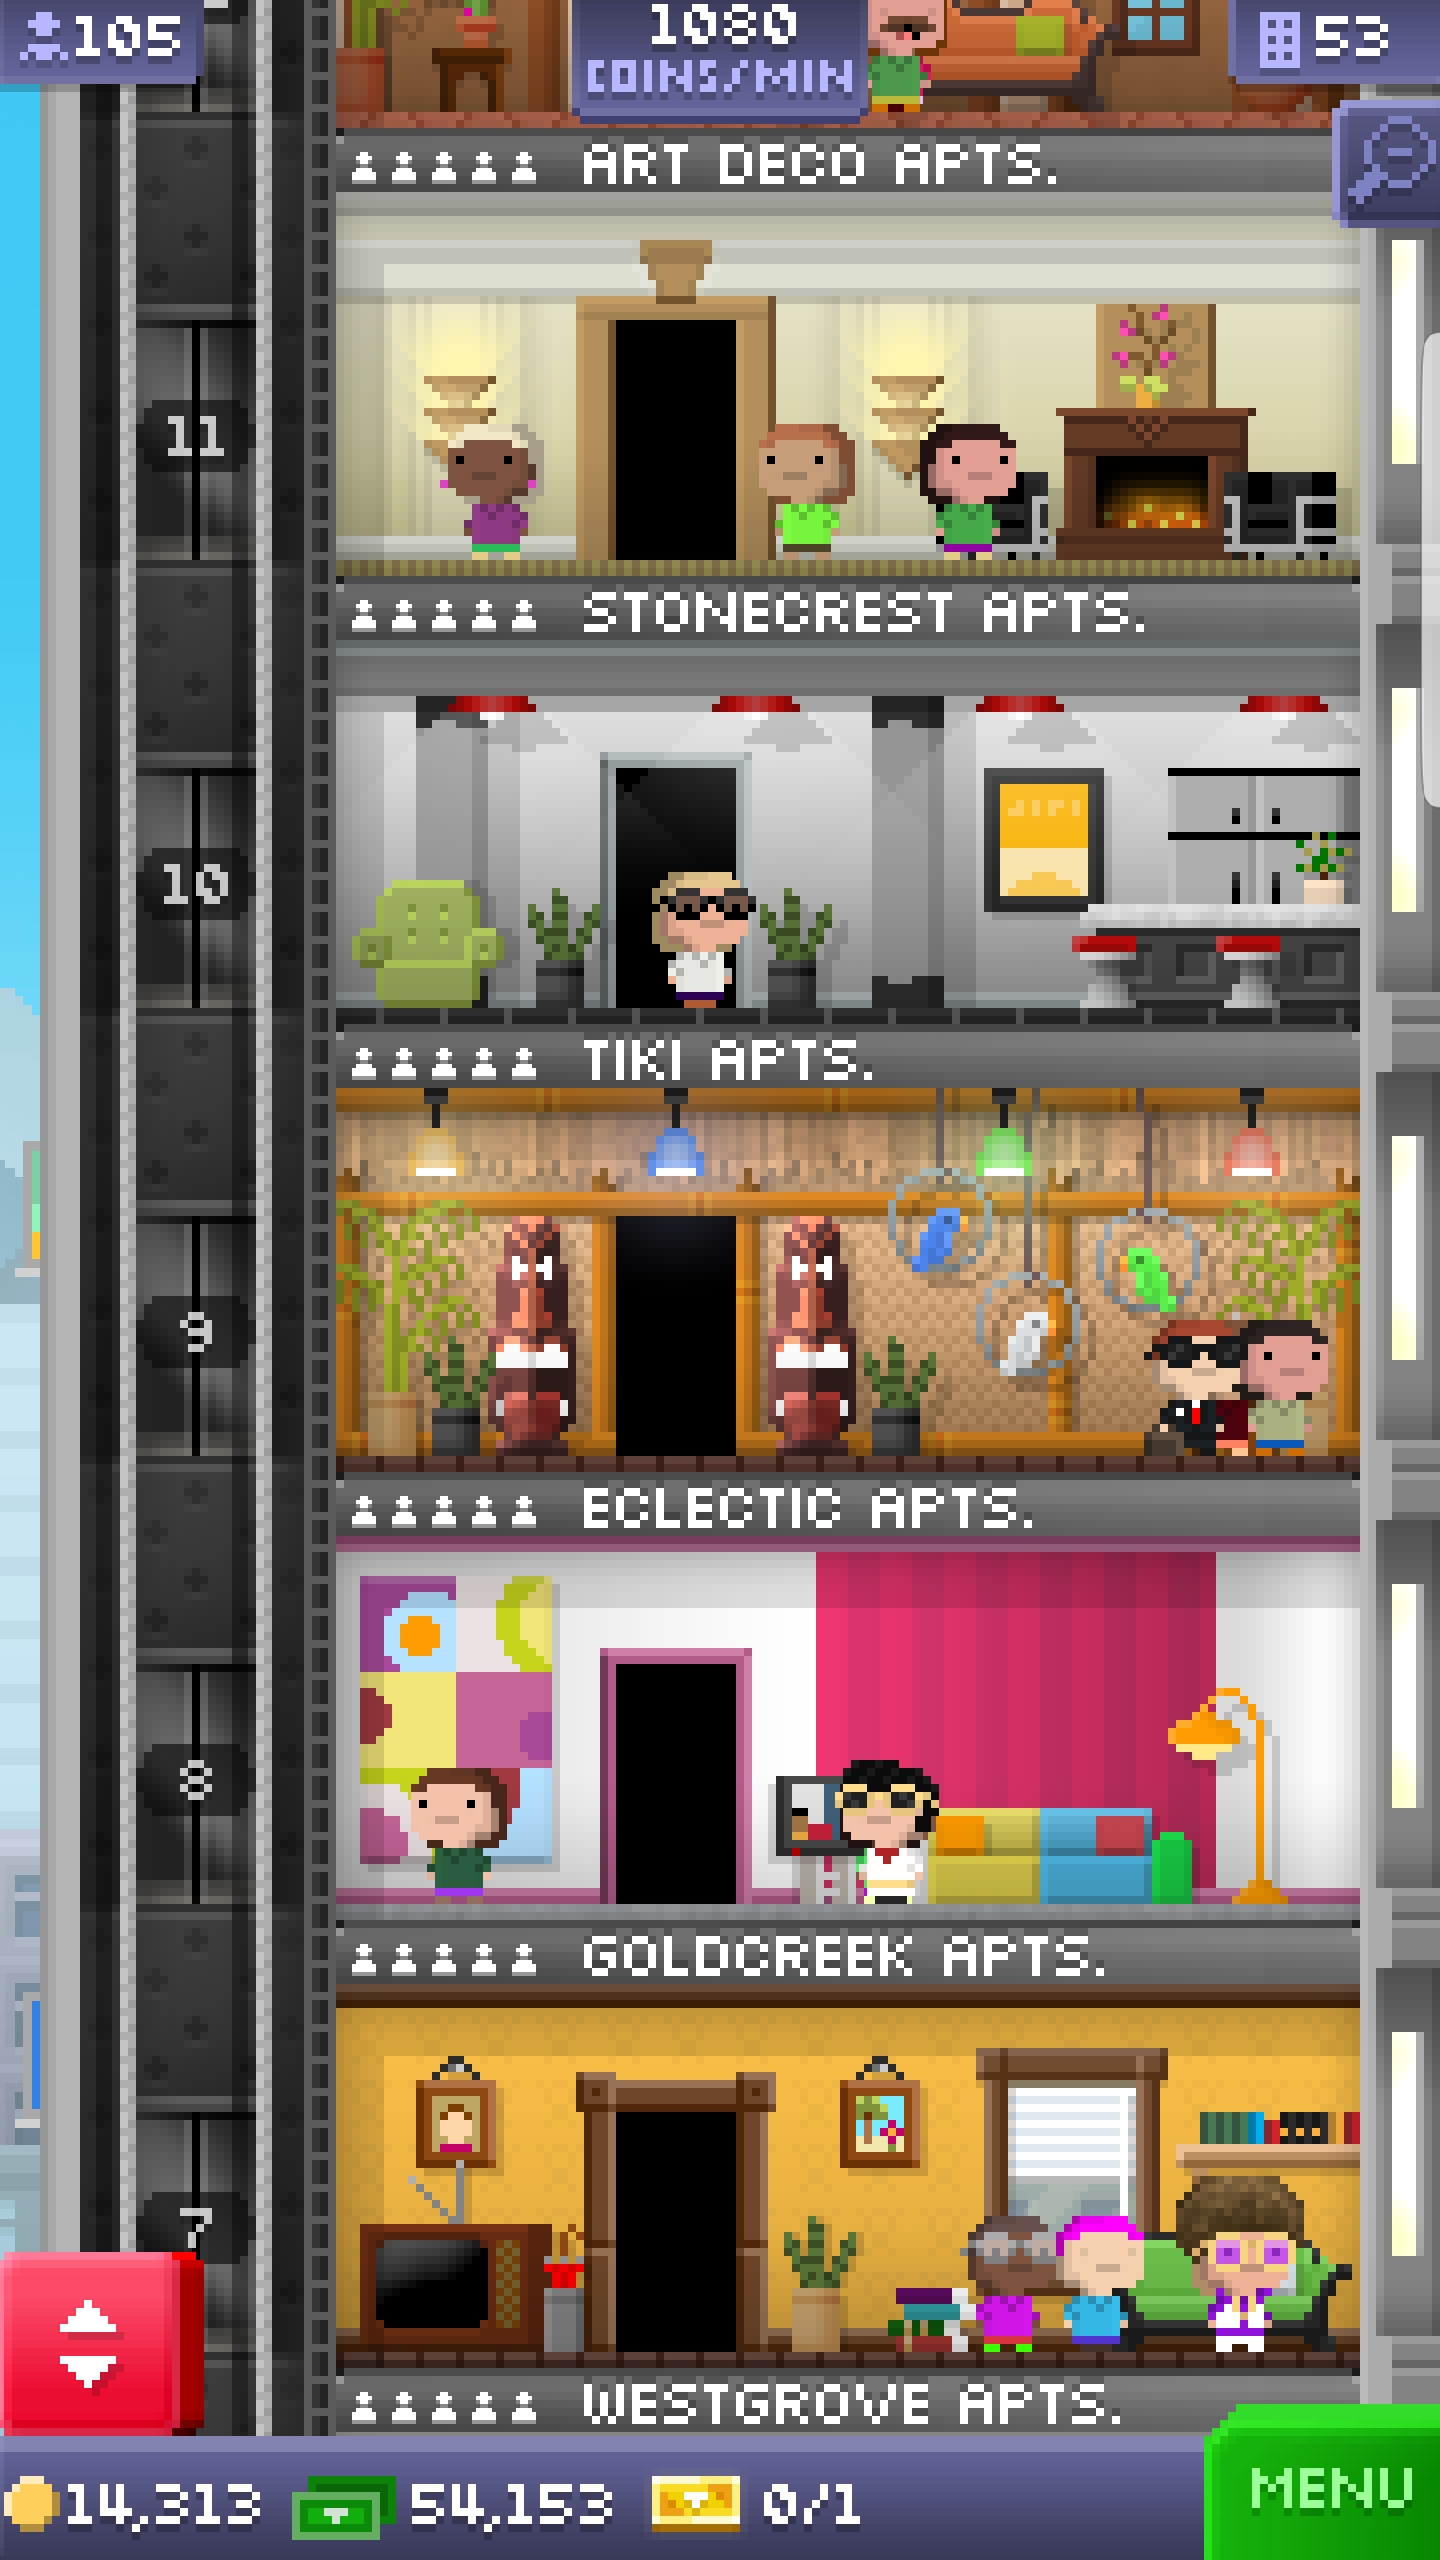 105
1080
COINS/MIN
53
ART DECO APTS.
11
STONECREST APTS.
10
TIKI APTS.
9
ECLECTIC APTS.
8
GOLDCREEK APTS.
7
WESTGROVE APTS.
14,313
54,153
0/1
MENU